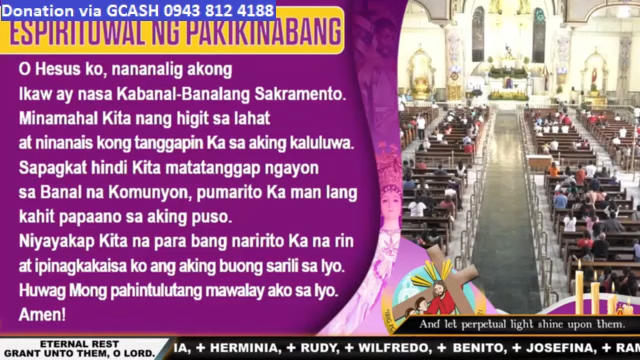 Donation via GCASH 0943 812 4188
ESPIRITUWAL NG PAKIKINABANG
O Hesus ko, nananalig akong
Ikaw ay nasa Kabanal-Banalang Sakramento.
Minamahal Kita nang higit sa lahat
at ninanais kong tanggapin Ka sa aking kaluluwa.
Sapagkat hindi Kita matatanggap ngayon
sa Banal na Komunyon, pumarito Ka man lang
kahit papaano sa aking puso.
Niyayakap Kita na para bang naririto Ka na rin
at ipinagkakaisa ko ang aking buong sarili sa Iyo.
Huwag Mong pahintulutang mawalay ako sa Iyo.
Amen!
And let perpetual light shine upon them.
ETERNAL REST
GRANT UNTO THEM, O LORD.
IA, + HERMINIA, + RUDY, + WILFREDO, + BENITO, + JOSEFINA, + RAM